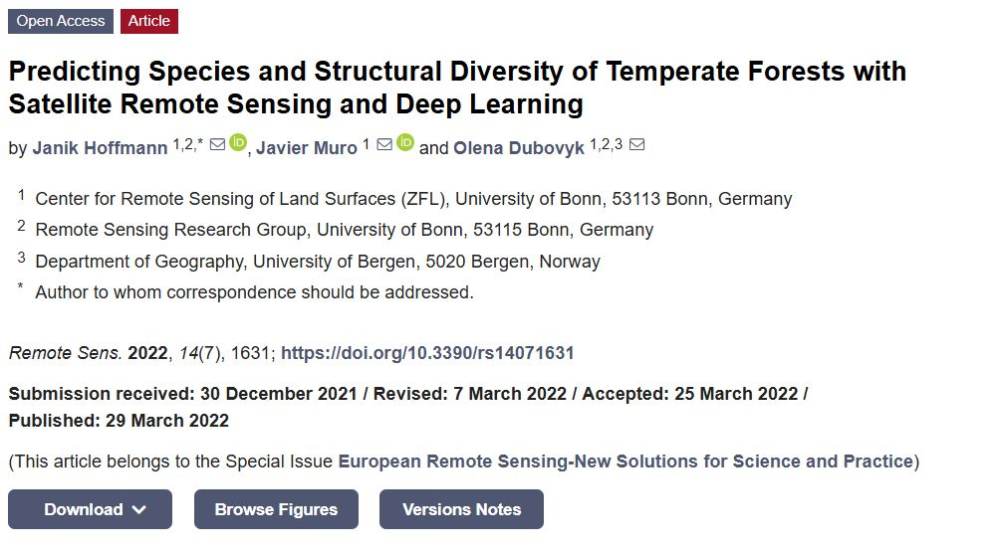 Open Access Article
Predicting Species and Structural Diversity of Temperate Forests with
Satellite Remote Sensing and Deep Learning
by Janik Hoffmann 1,2,* iD, Javier Muro 1 iD and Olena Dubovyk 1,2,3
1 Center for Remote Sensing of Land Surfaces (ZFL), University of Bonn, 53113 Bonn, Germany
2 Remote Sensing Research Group, University of Bonn, 53115 Bonn, Germany
3 Department of Geography, University of Bergen, 5020 Bergen, Norway
* Author to whom correspondence should be addressed.
Remote Sens. 2022, 14(7), 1631; https://doi.org/10.3390/rs14071631
Submission received: 30 December 2021 / Revised: 7 March 2022 / Accepted: 25 March 2022 /
Published: 29 March 2022
(This article belongs to the Special Issue European Remote Sensing-New Solutions for Science and Practice)
Download Browse Figures Versions Notes